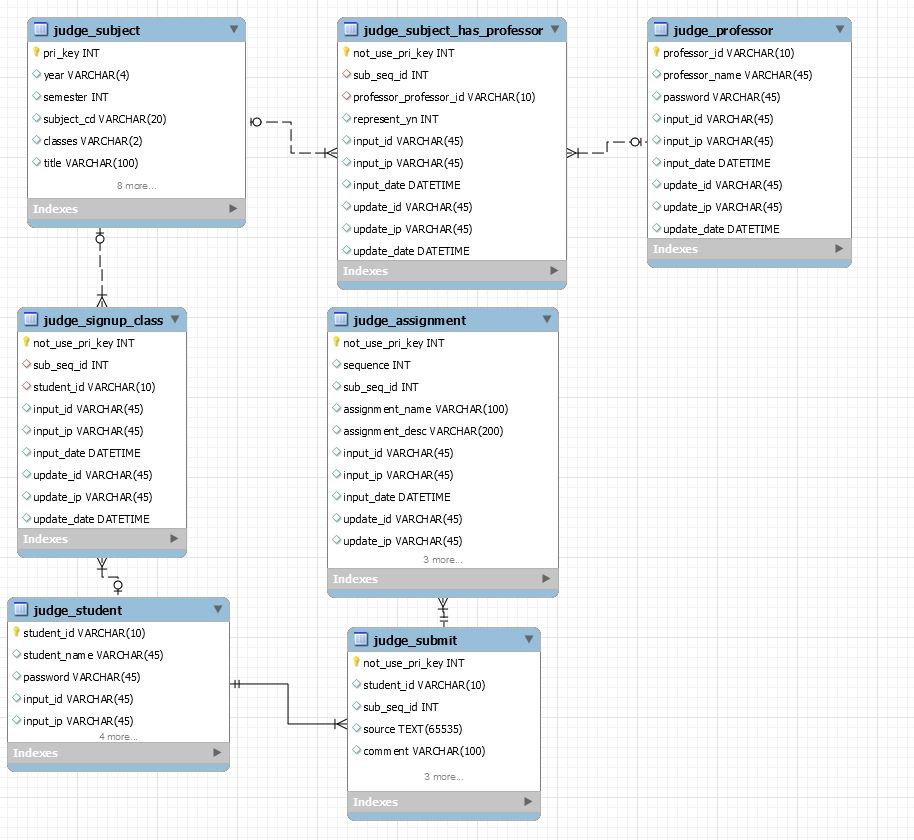 judge_subject
pri_key INT
year VARCHAR(4)
semester INT
subject_cd VARCHAR(20)
classes VARCHAR(2)
title VARCHAR(100)
8 more...
Indexes
judge_subject_has_professor
not_use_pri_key INT
sub_seq_id INT
professor_professor_id VARCHAR(10)
represent_yn INT
input_id VARCHAR(45)
input_ip VARCHAR(45)
input_date DATETIME
update_id VARCHAR(45)
update_ip VARCHAR(45)
update_date DATETIME
Indexes
judge_professor
professor_id VARCHAR(10)
professor_name VARCHAR(45)
password VARCHAR(45)
input_id VARCHAR(45)
input_ip VARCHAR(45)
input_date DATETIME
update_id VARCHAR(45)
update_ip VARCHAR(45)
update_date DATETIME
Indexes
judge_signup_class
not_use_pri_key INT
sub_seq_id INT
student_id VARCHAR(10)
input_id VARCHAR(45)
input_ip VARCHAR(45)
input_date DATETIME
update_id VARCHAR(45)
update_ip VARCHAR(45)
update_date DATETIME
Indexes
judge_assignment
not_use_pri_key INT
sequence INT
sub_seq_id INT
assignment_name VARCHAR(100)
assignment_desc VARCHAR(200)
input_id VARCHAR(45)
input_ip VARCHAR(45)
input_date DATETIME
update_id VARCHAR(45)
update_ip VARCHAR(45)
3 more...
Indexes
judge_student
student_id VARCHAR(10)
student_name VARCHAR(45)
password VARCHAR(45)
input_id VARCHAR(45)
input_ip VARCHAR(45)
4 more...
Indexes
judge_submit
not_use_pri_key INT
student_id VARCHAR(10)
sub_seq_id INT
source TEXT(65535)
comment VARCHAR(100)
3 more...
Indexes